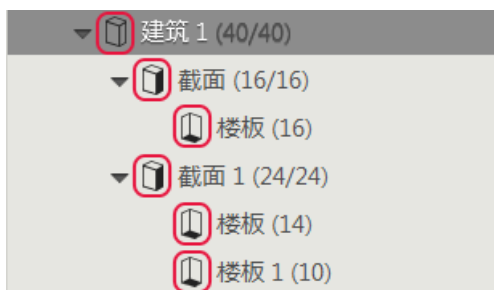 建筑 1 (40/40)
截面 (16/16)
楼板 (16)
截面 1 (24/24)
楼板 (14)
楼板 1 (10)